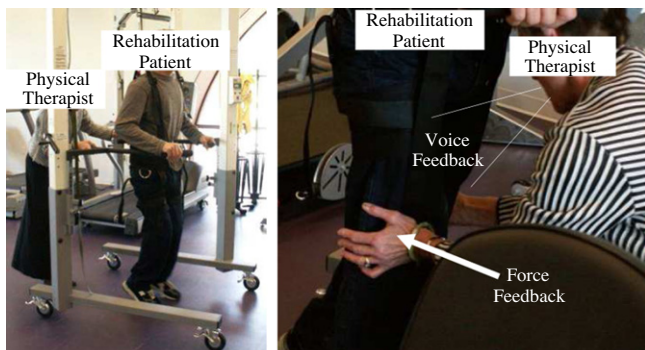 Rehabilitation
Patient
Physical
Therapist
Rehabilitation
Patient
Physical
Therapist
Voice
Feedback
Force
Feedback